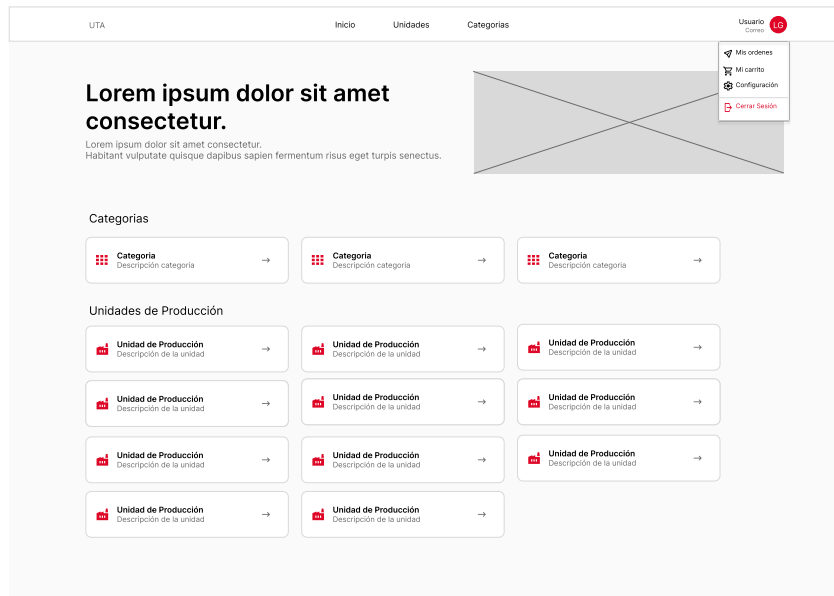 UTA
Inicio
Unidades
Categorias
Usuario
Correo
LG
Mis ordenes
Mi carrito
Configuración
Cerrar Sesión
Lorem ipsum dolor sit amet
consectetur.
Lorem ipsum dolor sit amet consectetur.
Habitant vulputate quisque dapibus sapien fermentum risus eget turpis senectus.
Categorias
Categoria
Descripción categoria
Categoria
Descripción categoria
Categoria
Descripción categoria
Unidades de Producción
Unidad de Producción
Descripción de la unidad
Unidad de Producción
Descripción de la unidad
Unidad de Producción
Descripción de la unidad
Unidad de Producción
Descripción de la unidad
Unidad de Producción
Descripción de la unidad
Unidad de Producción
Descripción de la unidad
Unidad de Producción
Descripción de la unidad
Unidad de Producción
Descripción de la unidad
Unidad de Producción
Descripción de la unidad
Unidad de Producción
Descripción de la unidad
Unidad de Producción
Descripción de la unidad